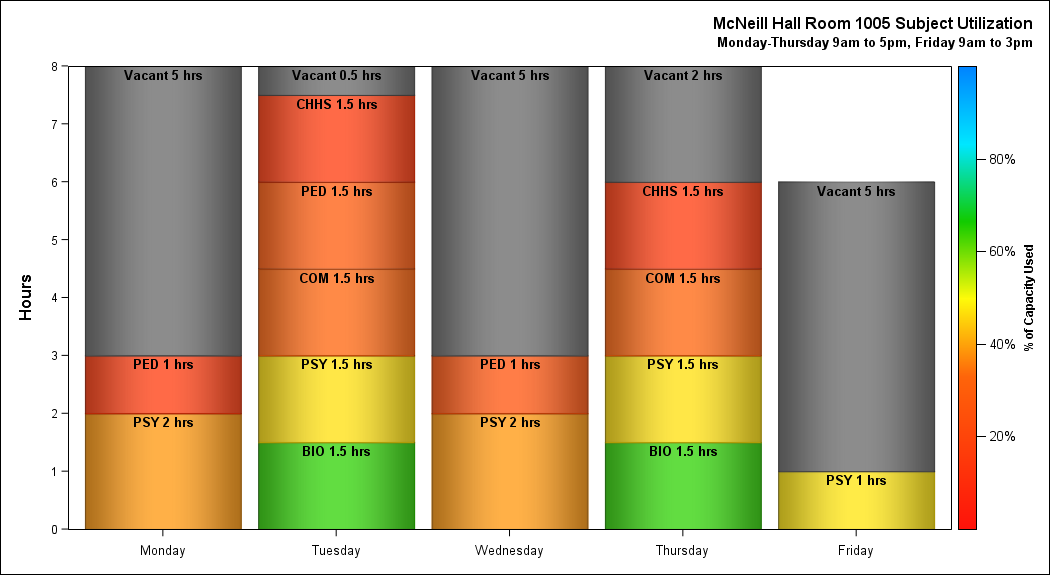 McNeill Hall Room 1005 Subject Utilization
Monday-Thursday 9am to 5pm, Friday 9am to 3pm
Hours
8
7
6
5
4
3
2
1
0
Vacant 5 hrs
PED 1 hrs
PSY 2 hrs
Monday
Vacant 0.5 hrs
CHHS 1.5 hrs
PED 1.5 hrs
COM 1.5 hrs
PSY 1.5 hrs
BIO 1.5 hrs
Tuesday
Vacant 5 hrs
PED 1 hrs
PSY 2 hrs
Wednesday
Vacant 2 hrs
CHHS 1.5 hrs
COM 1.5 hrs
PSY 1.5 hrs
BIO 1.5 hrs
Thursday
Vacant 5 hrs
PSY 1 hrs
Friday
80%
60%
40%
20%
% of Capacity Used